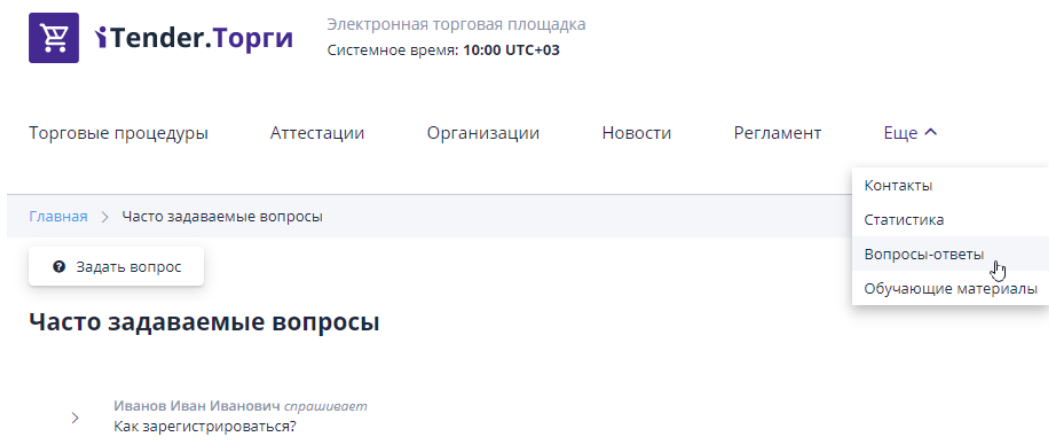 iTender.Торги
Электронная торговая площадка
Системное время: 10:00 UTC+03
Торговые процедуры Аттестации Организации Новости Регламент Еще
Контакты
Статистика
Вопросы-ответы
Обучающие материалы
Главная > Часто задаваемые вопросы
Задать вопрос
Часто задаваемые вопросы
Иванов Иван Иванович спрашивает
Как зарегистрироваться?